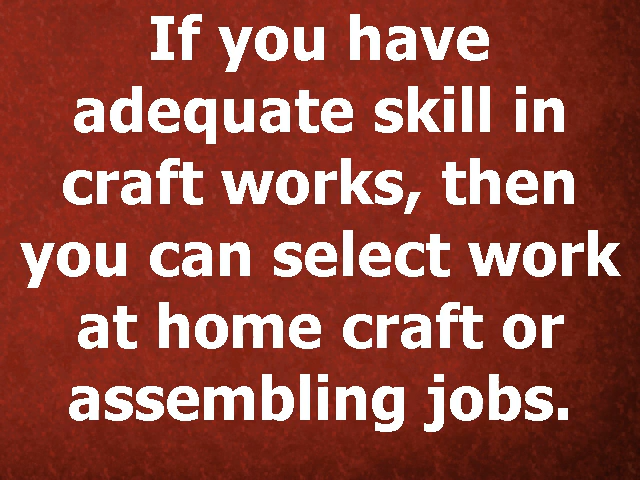 If you have
adequate skill in
craft works, then
you can select work
at home craft or
assembling jobs.